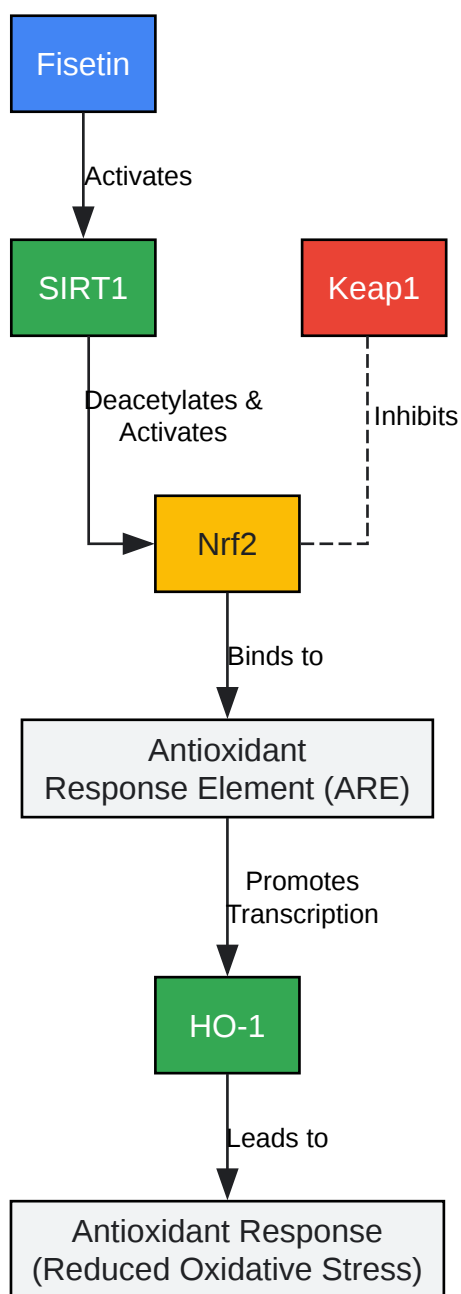 Fisetin
Activates
SIRT1
Keap1
Deacetylates &
Activates
Inhibits
Nrf2
Binds to
Antioxidant
Response Element (ARE)
Promotes
Transcription
HO-1
Leads to
Antioxidant Response
(Reduced Oxidative Stress)